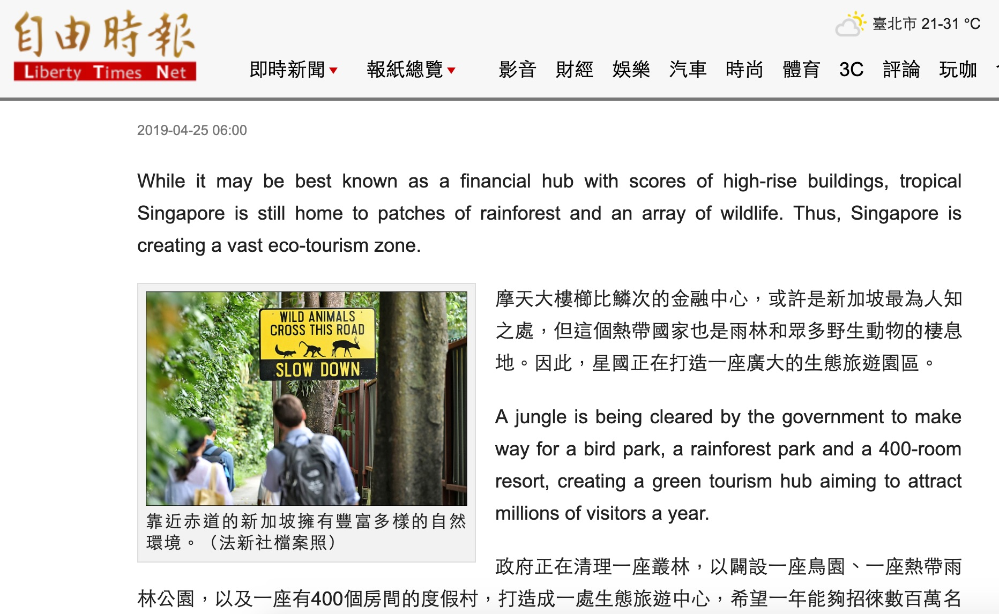 自由時報
Liberty Times Net
臺北市 21-31 °C
即時新聞 報紙總覽 影音 財經 娛樂 汽車 時尚 體育 3C 評論 玩咖
2019-04-25 06:00
While it may be best known as a financial hub with scores of high-rise buildings, tropical
Singapore is still home to patches of rainforest and an array of wildlife. Thus, Singapore is
creating a vast eco-tourism zone.
WILD ANIMALS
CROSS THIS ROAD
SLOW DOWN
靠近赤道的新加坡擁有豐富多樣的自然
環境。（法新社檔案照）
摩天大樓櫛比鱗次的金融中心，或許是新加坡最為人知
之處，但這個熱帶國家也是雨林和眾多野生動物的棲息
地。因此，星國正在打造一座廣大的生態旅遊園區。
A jungle is being cleared by the government to make
way for a bird park, a rainforest park and a 400-room
resort, creating a green tourism hub aiming to attract
millions of visitors a year.
政府正在清理一座叢林，以闢設一座鳥園、一座熱帶雨
林公園，以及一座有400個房間的度假村，打造成一處生態旅遊中心，希望一年能夠招徠數百萬名